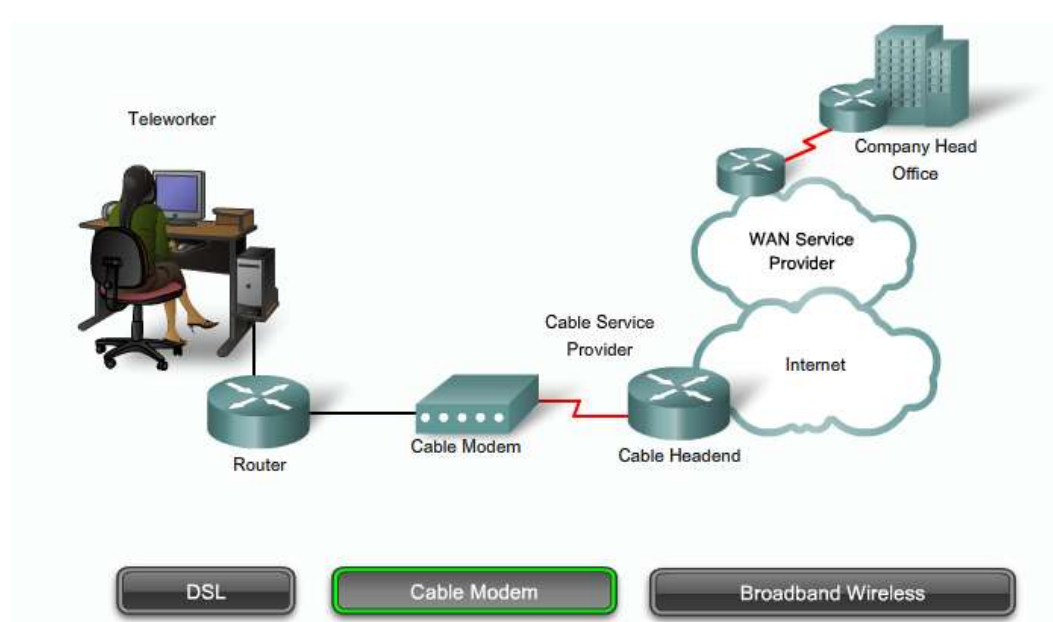 Teleworker
Company Head
Office
WAN Service
Provider
Cable Service
Provider
Internet
Cable Modem
Cable Headend
Router
DSL
Cable Modem
Broadband Wireless